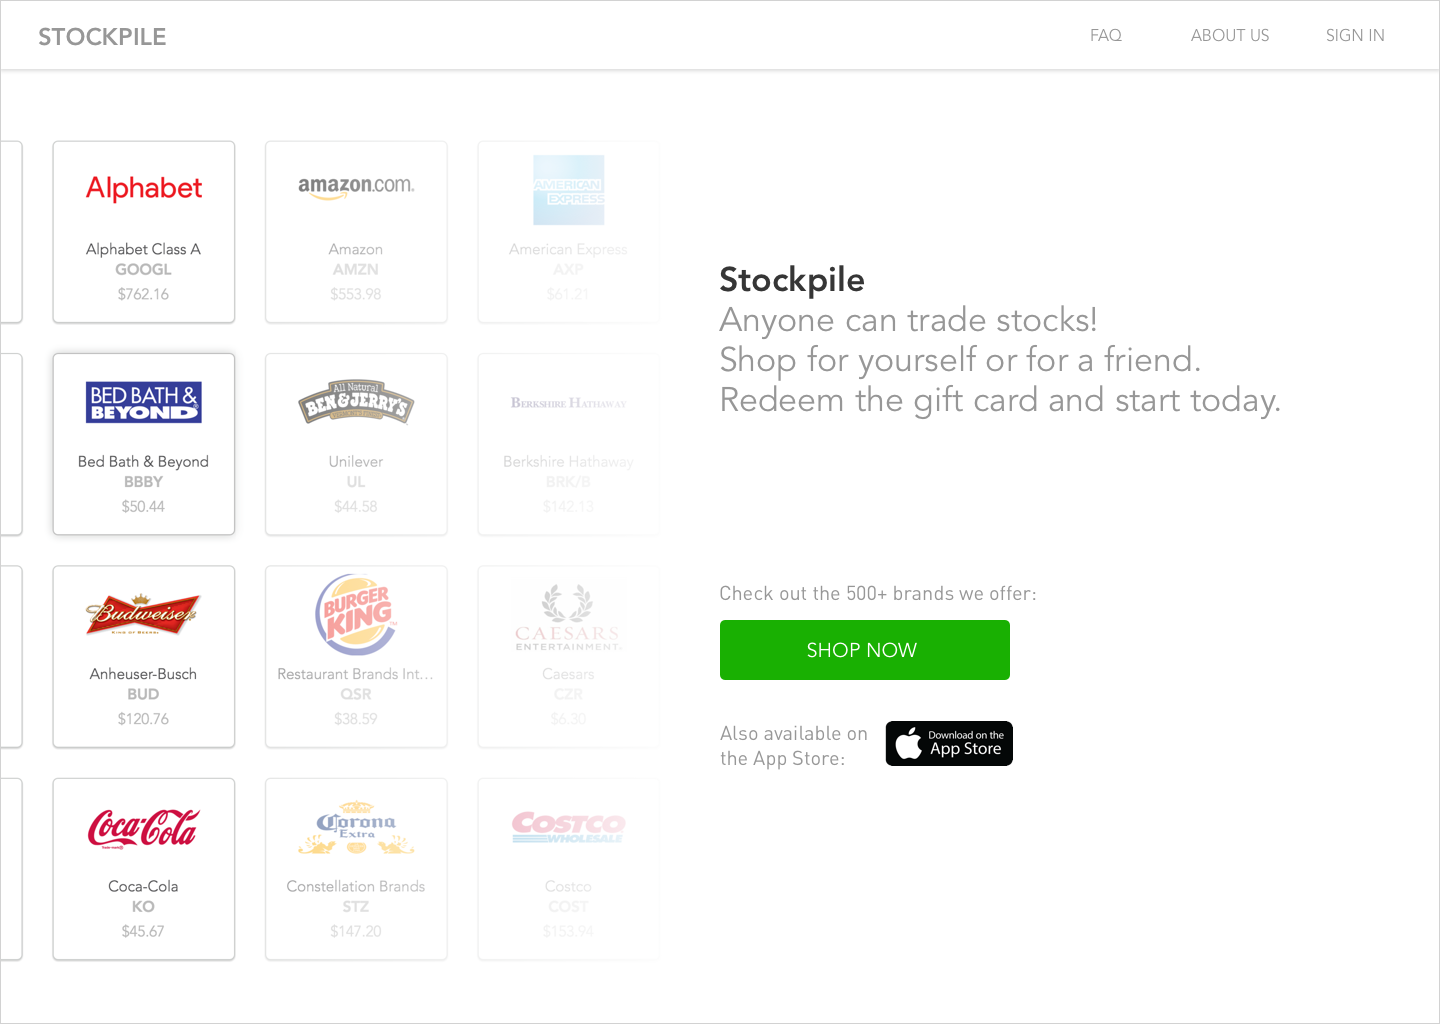 STOCKPILE
FAQ
ABOUT US
SIGN IN
Alphabet
Alphabet Class A
GOOGL
$762.16
amazon.com
Amazon
AMZN
$553.98
AMERICAN
EXPRESS
American Express
AXP
$61.21
BED BATH &
BEYOND
Bed Bath & Beyond
BBBY
$50.44
All Natural
BEN & JERRY'S
Unilever
UL
$44.58
BERKSHIRE HATHAWAY
Berkshire Hathaway
BRK/B
$142.13
Budweiser
KING OF BEERS
Anheuser-Busch
BUD
$120.76
BURGER
KING
Restaurant Brands Int...
QSR
$38.59
CAESARS
ENTERTAINMENT
Caesars
CZR
$6.30
Coca-Cola
Coca-Cola
KO
$45.67
Corona
Extra
Constellation Brands
STZ
$147.20
COSTCO
WHOLESALE
Costco
COST
$153.94
Stockpile
Anyone can trade stocks!
Shop for yourself or for a friend.
Redeem the gift card and start today.
Check out the 500+ brands we offer:
SHOP NOW
Also available on
the App Store:
Download on the
App Store